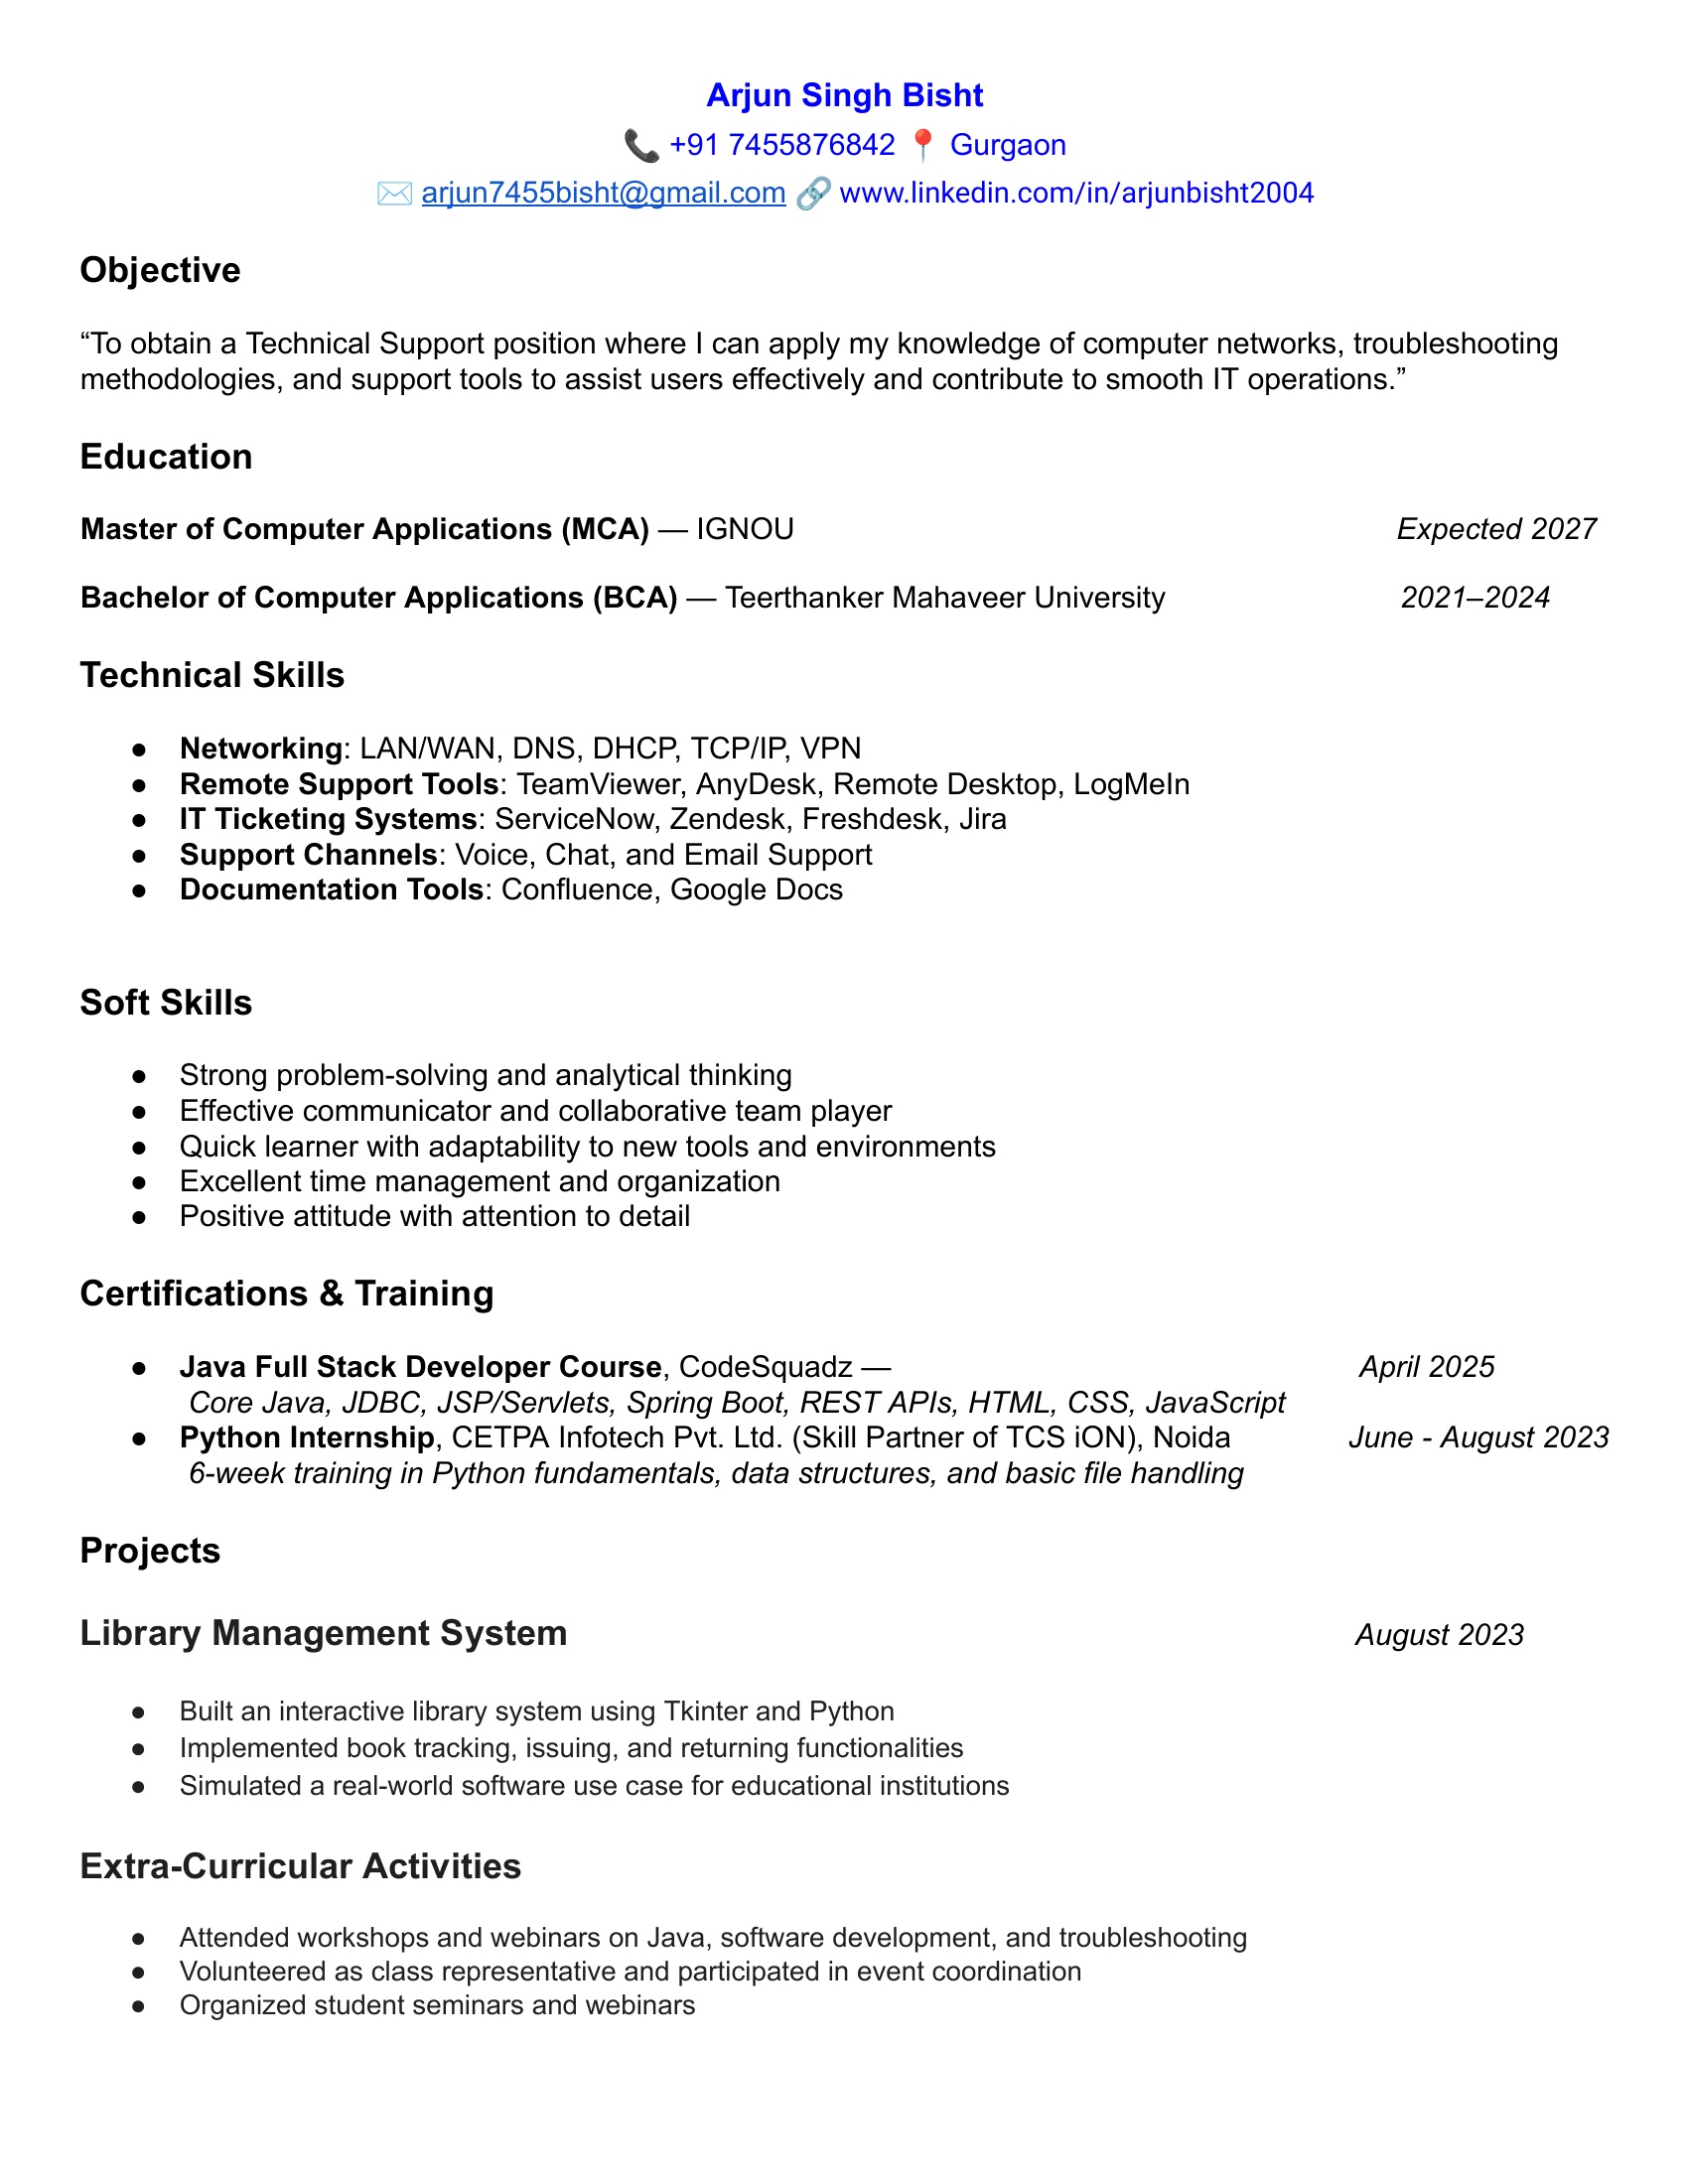 Arjun Singh Bisht
📞 +91 7455876842 📍 Gurgaon
✉️ arjun7455bisht@gmail.com 🔗 www.linkedin.com/in/arjunbisht2004
Objective
“To obtain a Technical Support position where I can apply my knowledge of computer networks, troubleshooting
methodologies, and support tools to assist users effectively and contribute to smooth IT operations.”
Education
Master of Computer Applications (MCA) — IGNOU Expected 2027
Bachelor of Computer Applications (BCA) — Teerthanker Mahaveer University 2021–2024
Technical Skills
● Networking: LAN/WAN, DNS, DHCP, TCP/IP, VPN
● Remote Support Tools: TeamViewer, AnyDesk, Remote Desktop, LogMeIn
● IT Ticketing Systems: ServiceNow, Zendesk, Freshdesk, Jira
● Support Channels: Voice, Chat, and Email Support
● Documentation Tools: Confluence, Google Docs
Soft Skills
● Strong problem-solving and analytical thinking
● Effective communicator and collaborative team player
● Quick learner with adaptability to new tools and environments
● Excellent time management and organization
● Positive attitude with attention to detail
Certifications & Training
● Java Full Stack Developer Course, CodeSquadz — April 2025
Core Java, JDBC, JSP/Servlets, Spring Boot, REST APIs, HTML, CSS, JavaScript
● Python Internship, CETPA Infotech Pvt. Ltd. (Skill Partner of TCS iON), Noida June - August 2023
6-week training in Python fundamentals, data structures, and basic file handling
Projects
Library Management System August 2023
● Built an interactive library system using Tkinter and Python
● Implemented book tracking, issuing, and returning functionalities
● Simulated a real-world software use case for educational institutions
Extra-Curricular Activities
● Attended workshops and webinars on Java, software development, and troubleshooting
● Volunteered as class representative and participated in event coordination
● Organized student seminars and webinars